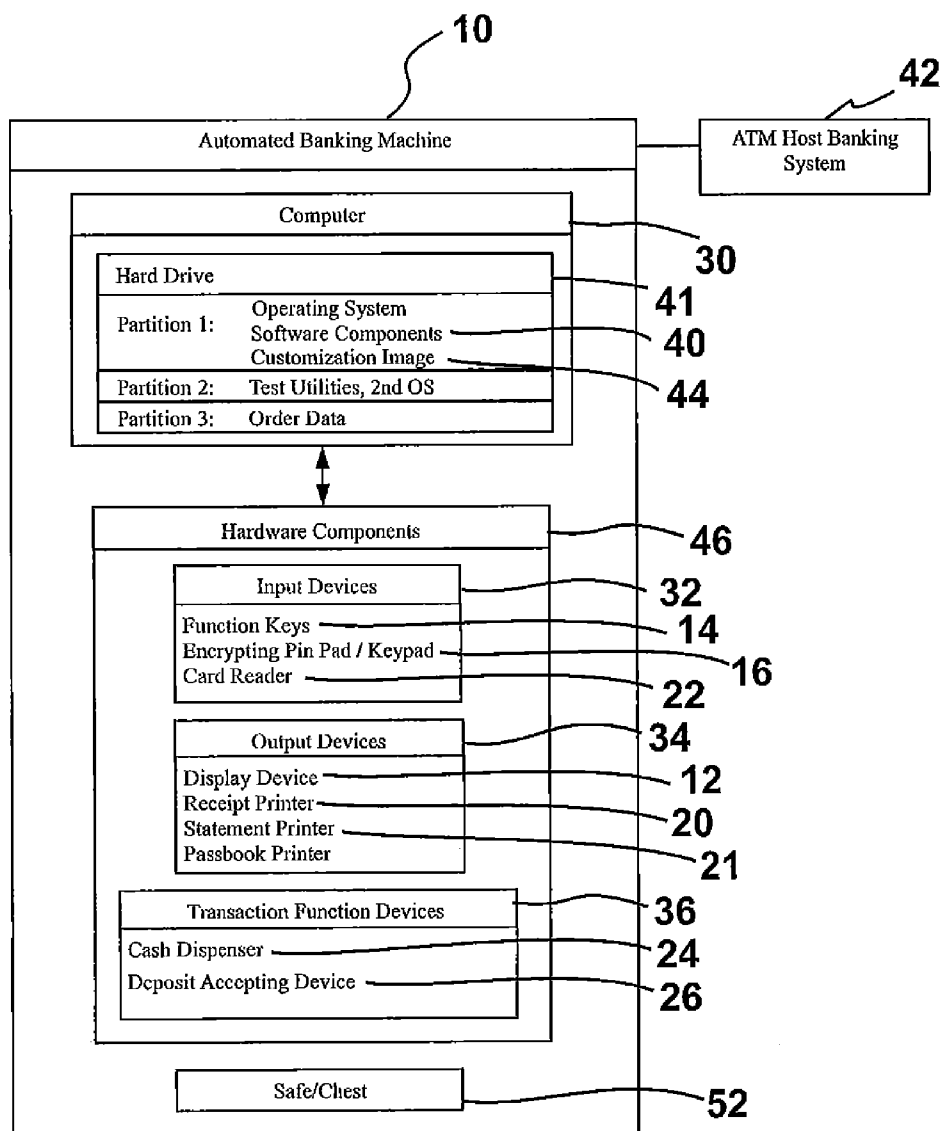 10
42
Automated Banking Machine
ATM Host Banking
System
Computer
30
Hard Drive
41
Partition 1: Operating System
Software Components
40
Customization Image
44
Partition 2: Test Utilities, 2nd OS
Partition 3: Order Data
Hardware Components
46
Input Devices
32
Function Keys
14
Encrypting Pin Pad / Keypad
16
Card Reader
22
Output Devices
34
Display Device
12
Receipt Printer
20
Statement Printer
21
Passbook Printer
Transaction Function Devices
36
Cash Dispenser
24
Deposit Accepting Device
26
Safe/Chest
52